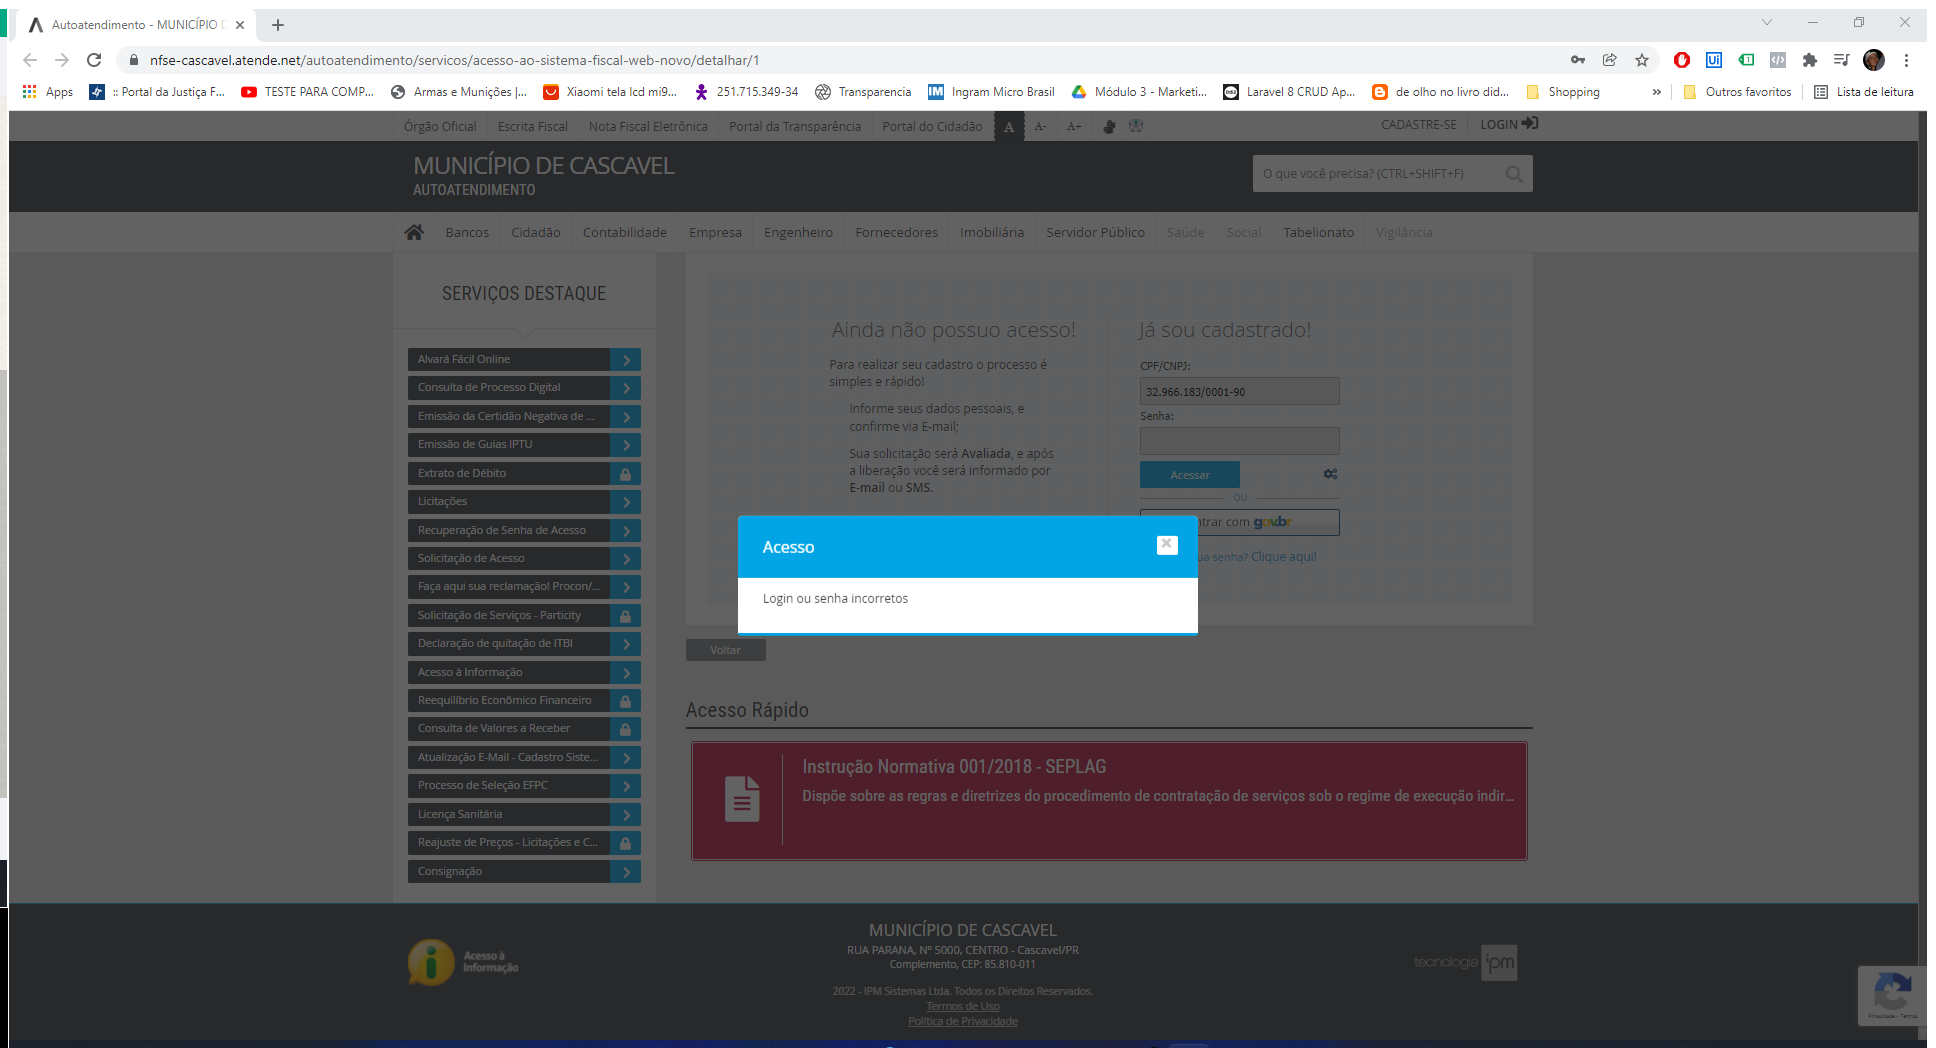 Autoatendimento - MUNICÍPIO
nfse-cascavel.atende.net/autoatendimento/servicos/acesso-ao-sistema-fiscal-web-novo/detalhar/1
Apps
:: Portal da Justiça F...
TESTE PARA COMP...
Armas e Munições |...
Xiaomi tela lcd mi9...
251.715.349-34
Transparencia
IM Ingram Micro Brasil
Módulo 3 - Marketi...
Laravel 8 CRUD Ap...
de olho no livro did...
Shopping
»
Outros favoritos
Lista de leitura
Órgão Oficial
Escrita Fiscal
Nota Fiscal Eletrônica
Portal da Transparência
Portal do Cidadão
A
A-
A+
CADASTRE-SE
LOGIN
MUNICÍPIO DE CASCAVEL
AUTOATENDIMENTO
O que você precisa? (CTRL+SHIFT+F)
Bancos
Cidadão
Contabilidade
Empresa
Engenheiro
Fornecedores
Imobiliária
Servidor Público
Saúde
Social
Tabelionato
Vigilância
SERVIÇOS DESTAQUE
Alvará Fácil Online
Consulta de Processo Digital
Emissão da Certidão Negativa de ...
Emissão de Guias IPTU
Extrato de Débito
Licitações
Recuperação de Senha de Acesso
Solicitação de Acesso
Faça aqui sua reclamação! Procon/...
Solicitação de Serviços - Particity
Declaração de quitação de ITBI
Acesso à Informação
Reequilíbrio Econômico Financeiro
Consulta de Valores a Receber
Atualização E-Mail - Cadastro Siste...
Processo de Seleção EFPC
Licença Sanitária
Reajuste de Preços - Licitações e C...
Consignação
Ainda não possuo acesso!
Para realizar seu cadastro o processo é
simples e rápido!
Informe seus dados pessoais, e
confirme via E-mail;
Sua solicitação será Avaliada, e após
a liberação você será informado por
E-mail ou SMS.
Já sou cadastrado!
CPF/CNPJ:
32.966.183/0001-90
Senha:
Acessar
OU
ntrar com gov.br
ua senha? Clique aqui!
Acesso
Login ou senha incorretos
Voltar
Acesso Rápido
Instrução Normativa 001/2018 - SEPLAG
Dispõe sobre as regras e diretrizes do procedimento de contratação de serviços sob o regime de execução indir...
Acesso à
Informação
MUNICÍPIO DE CASCAVEL
RUA PARANA, Nº 5000, CENTRO - Cascavel/PR
Complemento, CEP: 85.810-011
2022 - IPM Sistemas Ltda. Todos os Direitos Reservados.
Termos de Uso
Política de Privacidade
tecnologia ipm
Privacidade - Termos